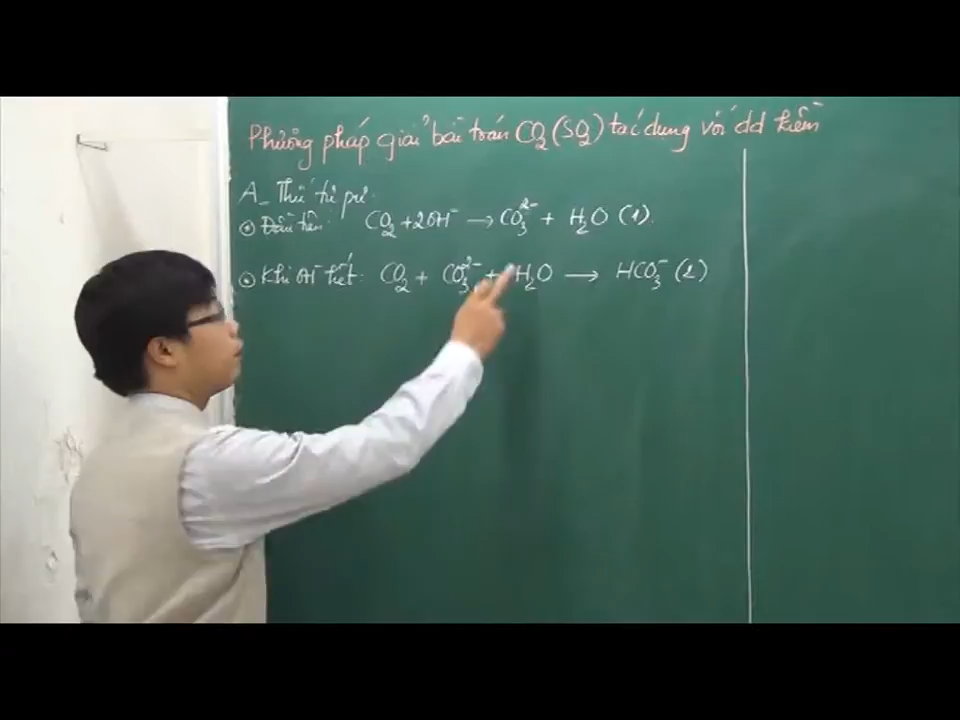 Phương pháp giải bài toán CO₂ (SO₂) tác dụng với dd kiềm
A_ Thứ tự pư:
⊙ Đầu tiên: CO₂ + 2OH⁻ → CO₃²⁻ + H₂O (1).
⊙ Khi OH⁻ hết: CO₂ + CO₃²⁻ + H₂O → HCO₃⁻ (2)